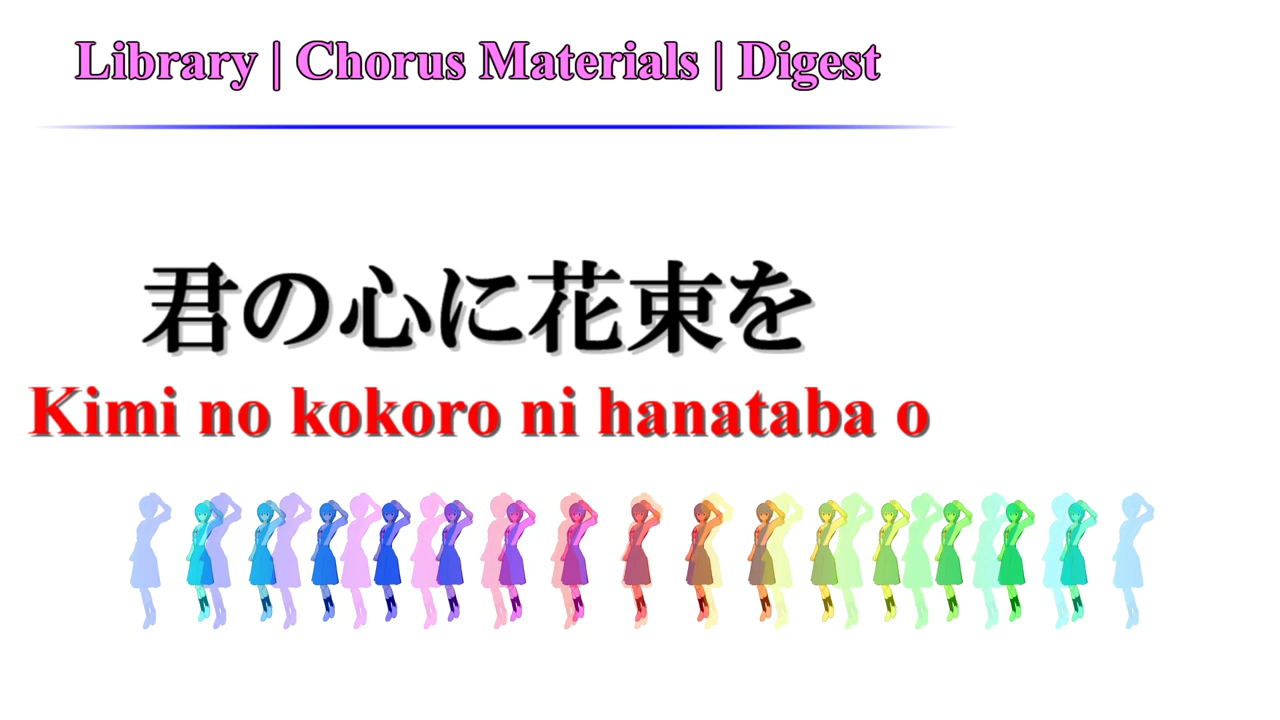 Library | Chorus Materials | Digest
君の心に花束を
Kimi no kokoro ni hanataba o